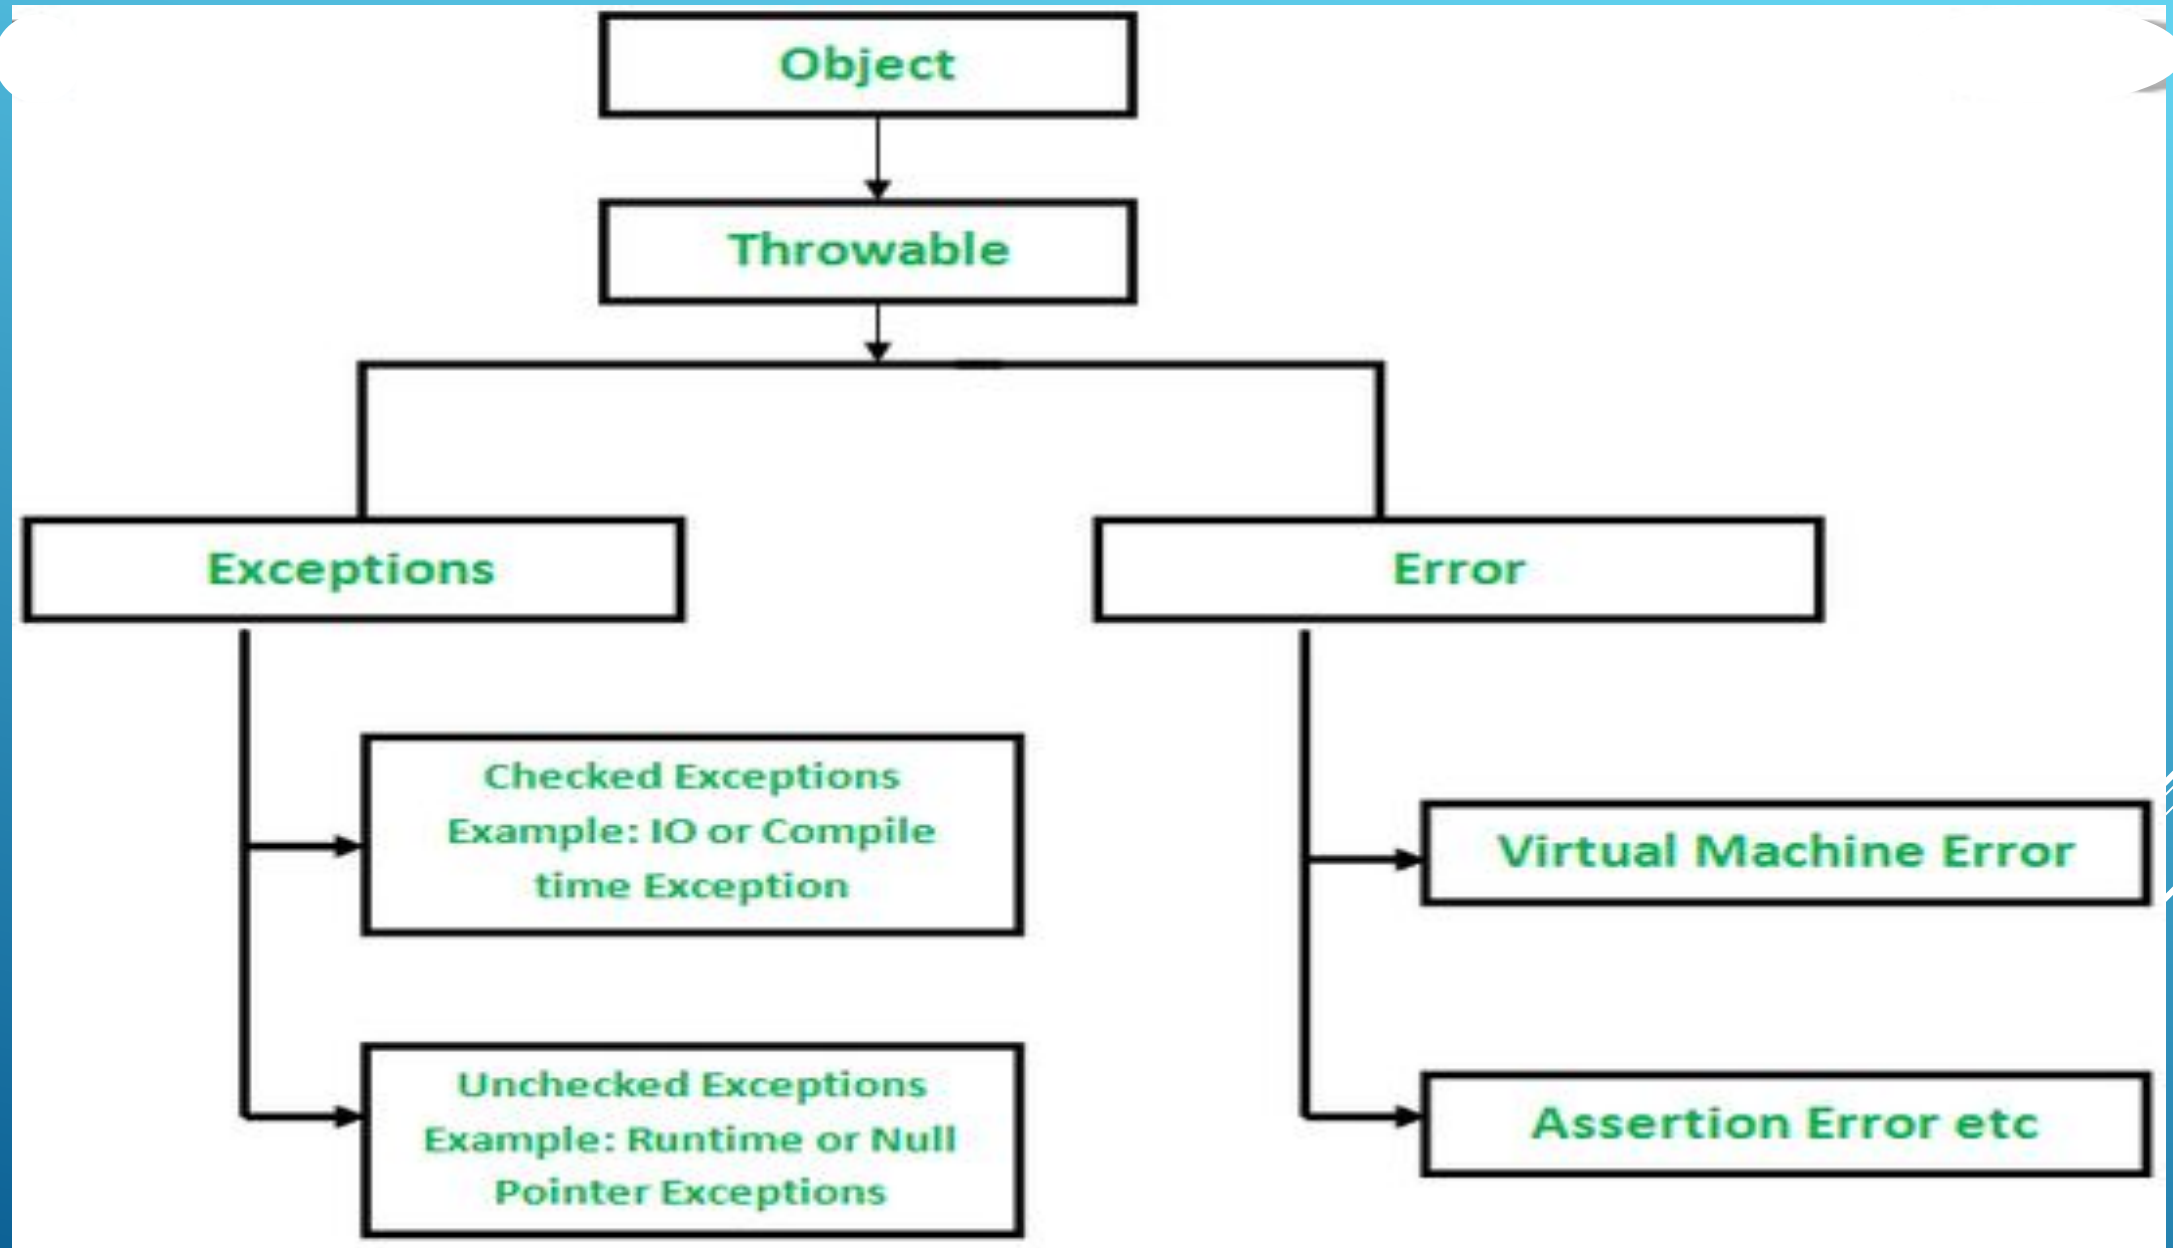 Object
Throwable
Exceptions
Error
Checked Exceptions
Example: IO or Compile
time Exception
Virtual Machine Error
Unchecked Exceptions
Example: Runtime or Null
Pointer Exceptions
Assertion Error etc